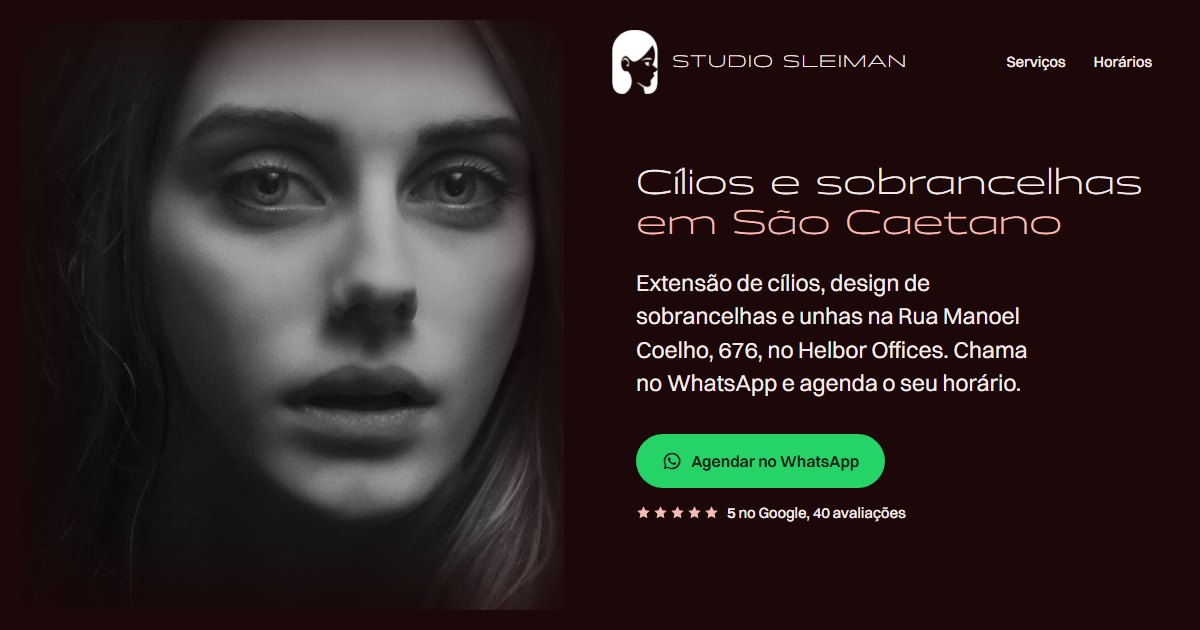 STUDIO SLEIMAN
Serviços
Horários
Cílios e sobrancelhas
em São Caetano
Extensão de cílios, design de
sobrancelhas e unhas na Rua Manoel
Coelho, 676, no Helbor Offices. Chama
no WhatsApp e agenda o seu horário.
Agendar no WhatsApp
5 no Google, 40 avaliações